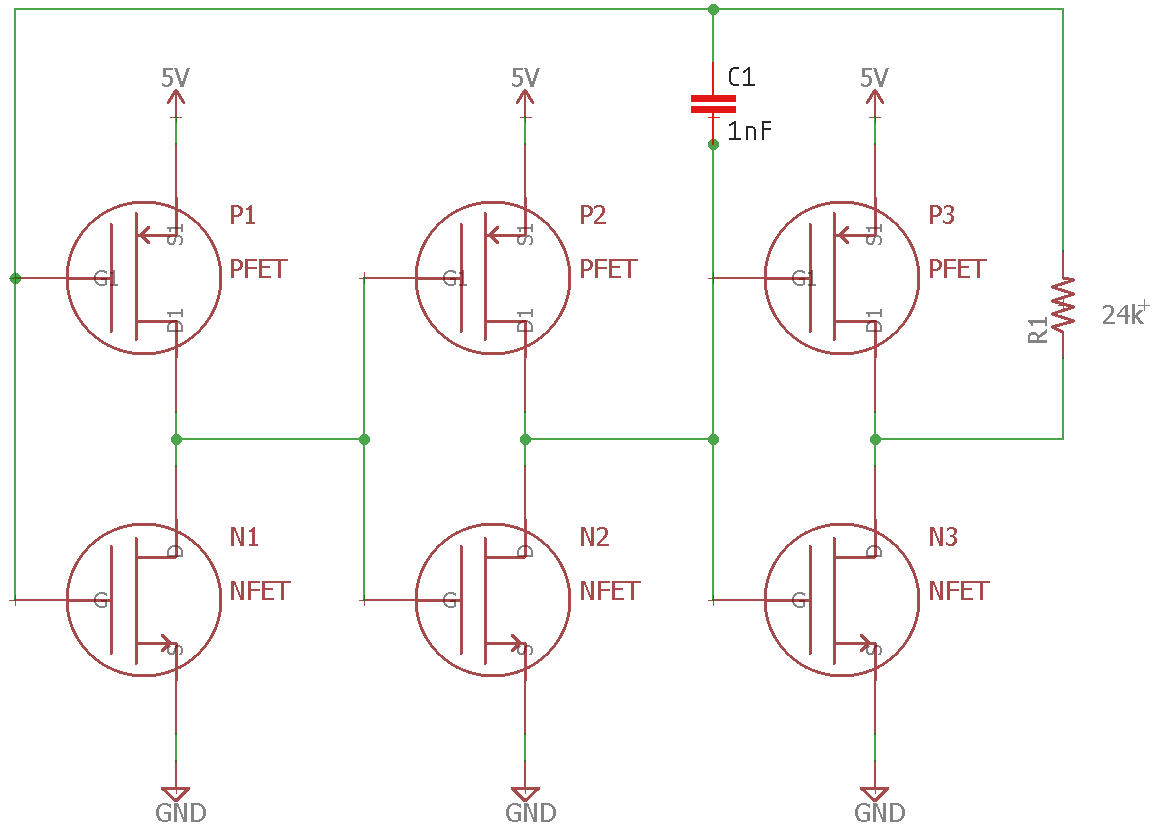 5V
5V
C1
5V
1nF
P1
P2
P3
S1
S1
S1
PFET
PFET
PFET
G1
G1
G1
D1
D1
D1
R1
24k
N1
N2
N3
D
D
D
NFET
NFET
NFET
G
G
G
S
S
S
GND
GND
GND